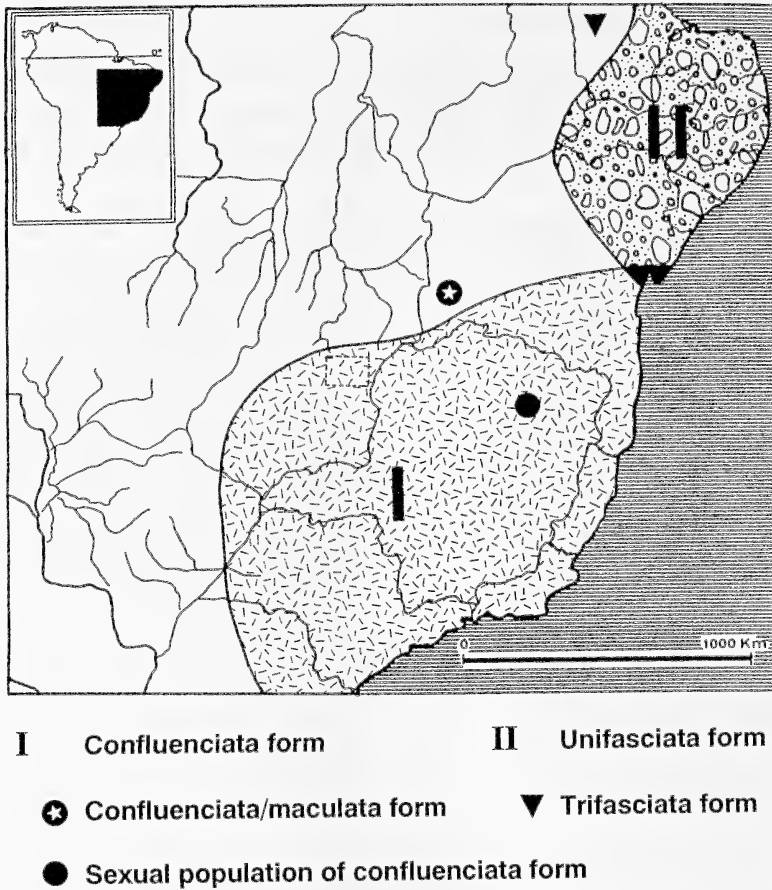 0°
II
I
0 1000 Km
I Confluenciata form II Unifasciata form
Confluenciata/maculata form Trifasciata form
Sexual population of confluenciata form